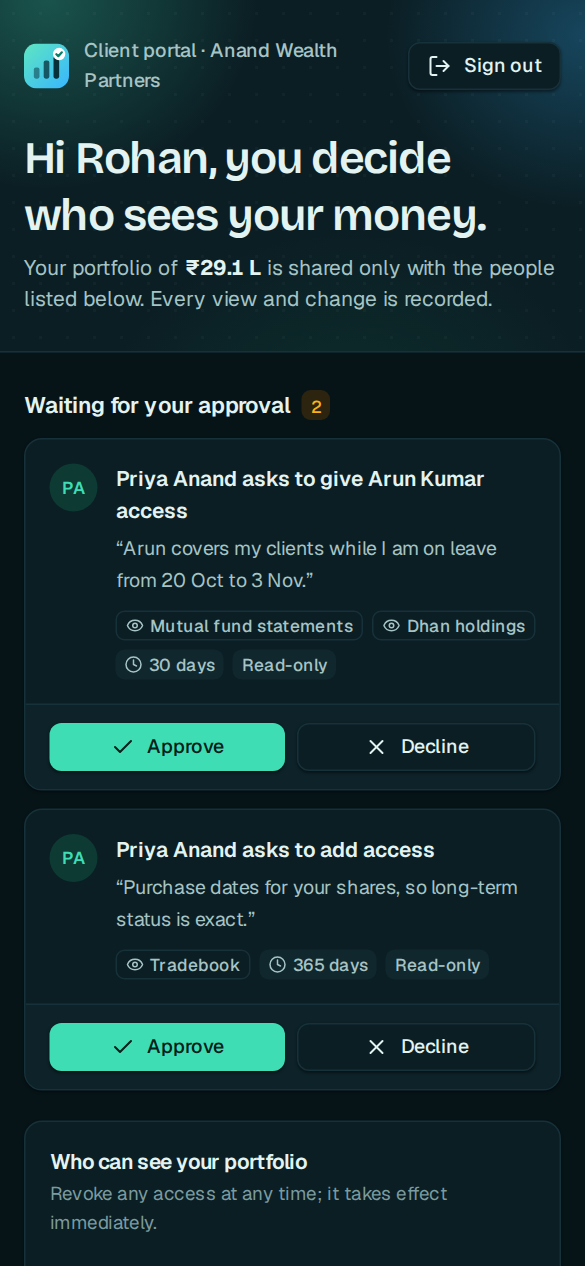 Client portal · Anand Wealth
Partners
Sign out
Hi Rohan, you decide
who sees your money.
Your portfolio of ₹29.1 L is shared only with the people
listed below. Every view and change is recorded.
Waiting for your approval 2
PA
Priya Anand asks to give Arun Kumar
access
“Arun covers my clients while I am on leave
from 20 Oct to 3 Nov.”
Mutual fund statements
Dhan holdings
30 days
Read-only
Approve
Decline
PA
Priya Anand asks to add access
“Purchase dates for your shares, so long-term
status is exact.”
Tradebook
365 days
Read-only
Approve
Decline
Who can see your portfolio
Revoke any access at any time; it takes effect
immediately.